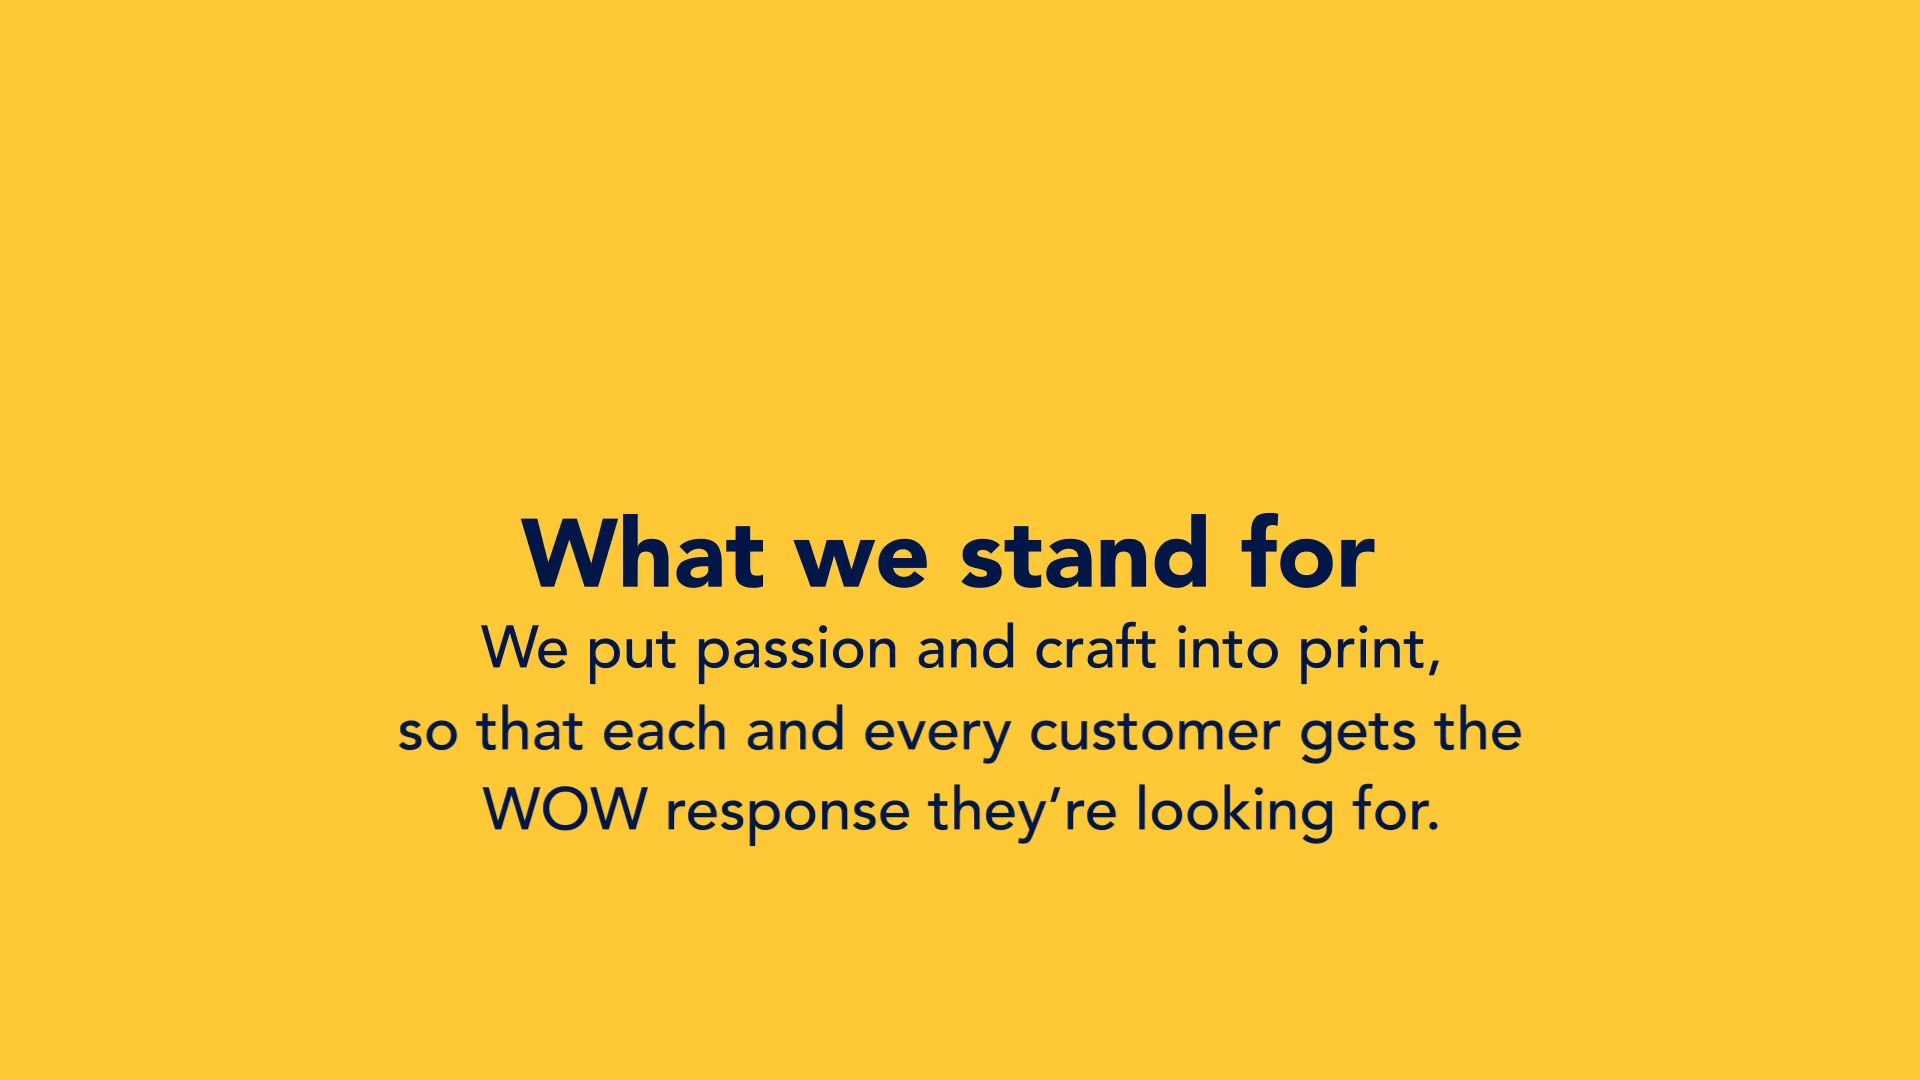 What we stand for
We put passion and craft into print,
so that each and every customer gets the
WOW response they’re looking for.